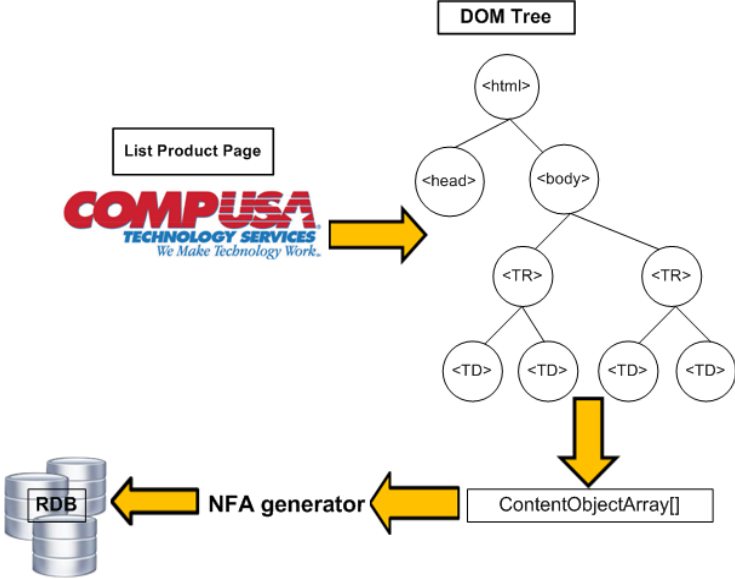 DOM Tree
<html>
List Product Page
<head>
<body>
COMPUSA
TECHNOLOGY SERVICES
We Make Technology Work
<TR>
<TR>
<TD>
<TD>
<TD>
<TD>
RDB
NFA generator
ContentObjectArray[]